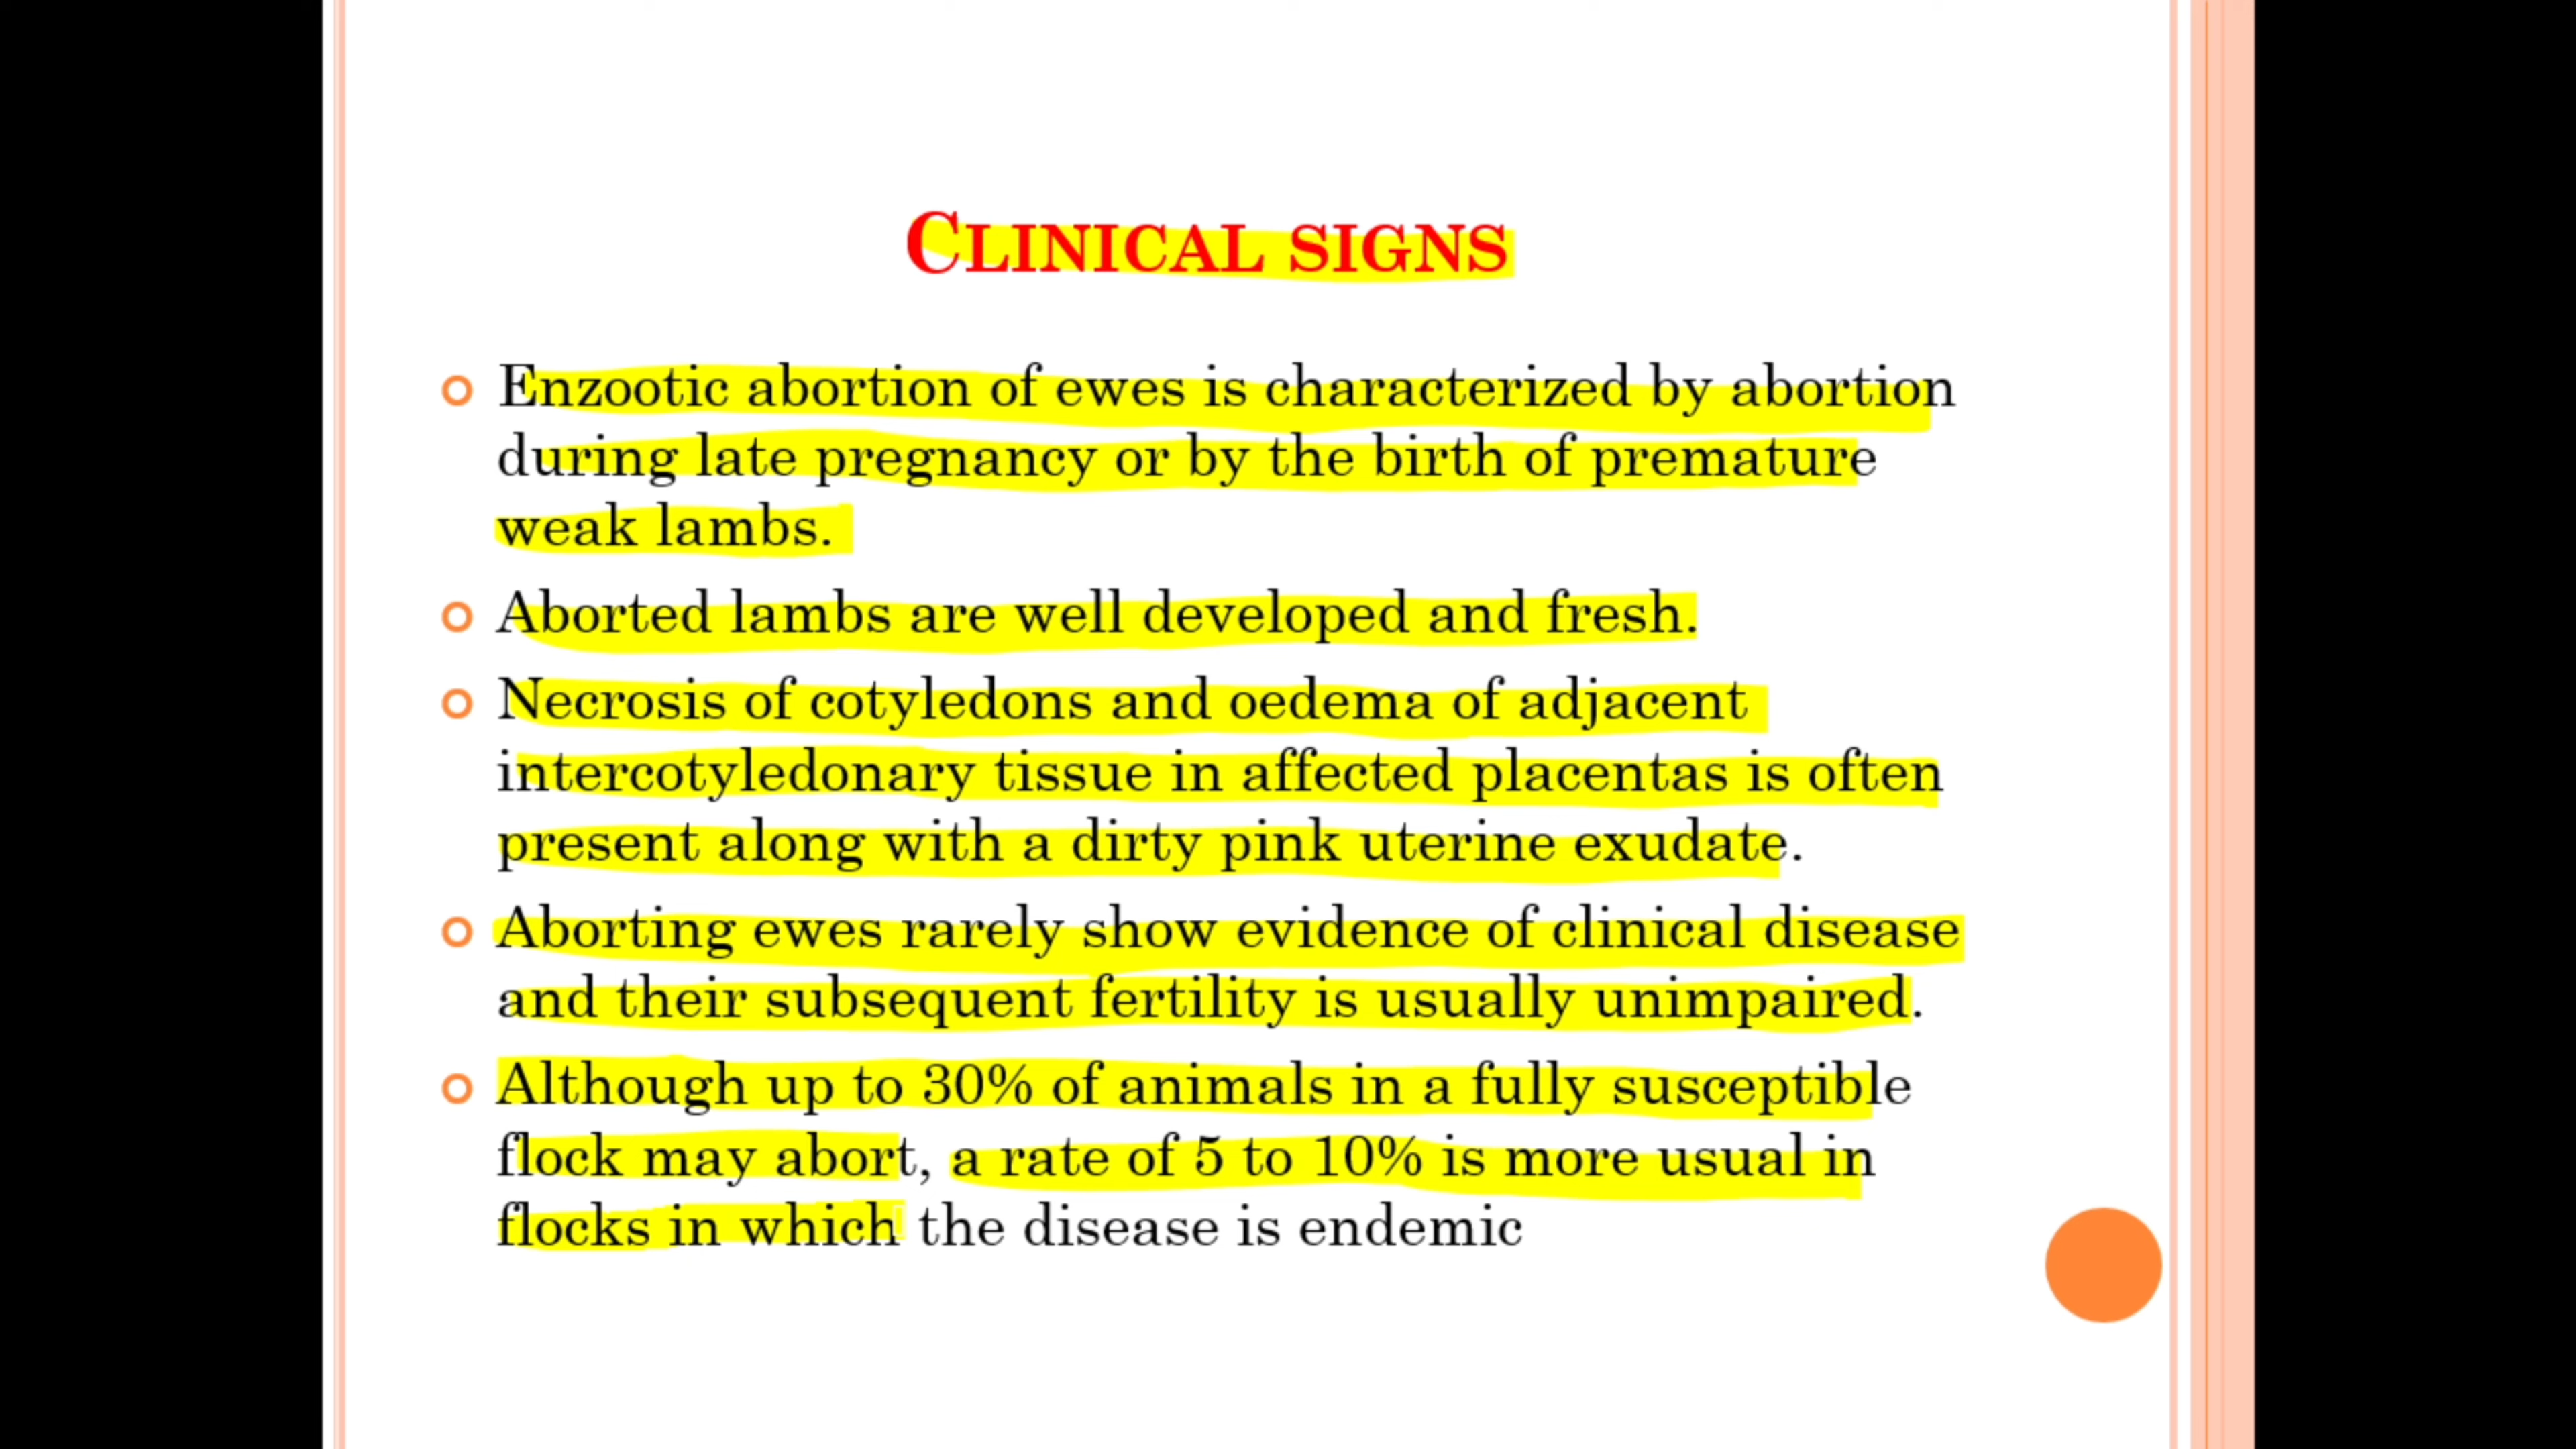 CLINICAL SIGNS
Enzootic abortion of ewes is characterized by abortion
during late pregnancy or by the birth of premature
weak lambs.
Aborted lambs are well developed and fresh.
Necrosis of cotyledons and oedema of adjacent
intercotyledonary tissue in affected placentas is often
present along with a dirty pink uterine exudate.
Aborting ewes rarely show evidence of clinical disease
and their subsequent fertility is usually unimpaired.
Although up to 30% of animals in a fully susceptible
flock may abort, a rate of 5 to 10% is more usual in
flocks in which the disease is endemic